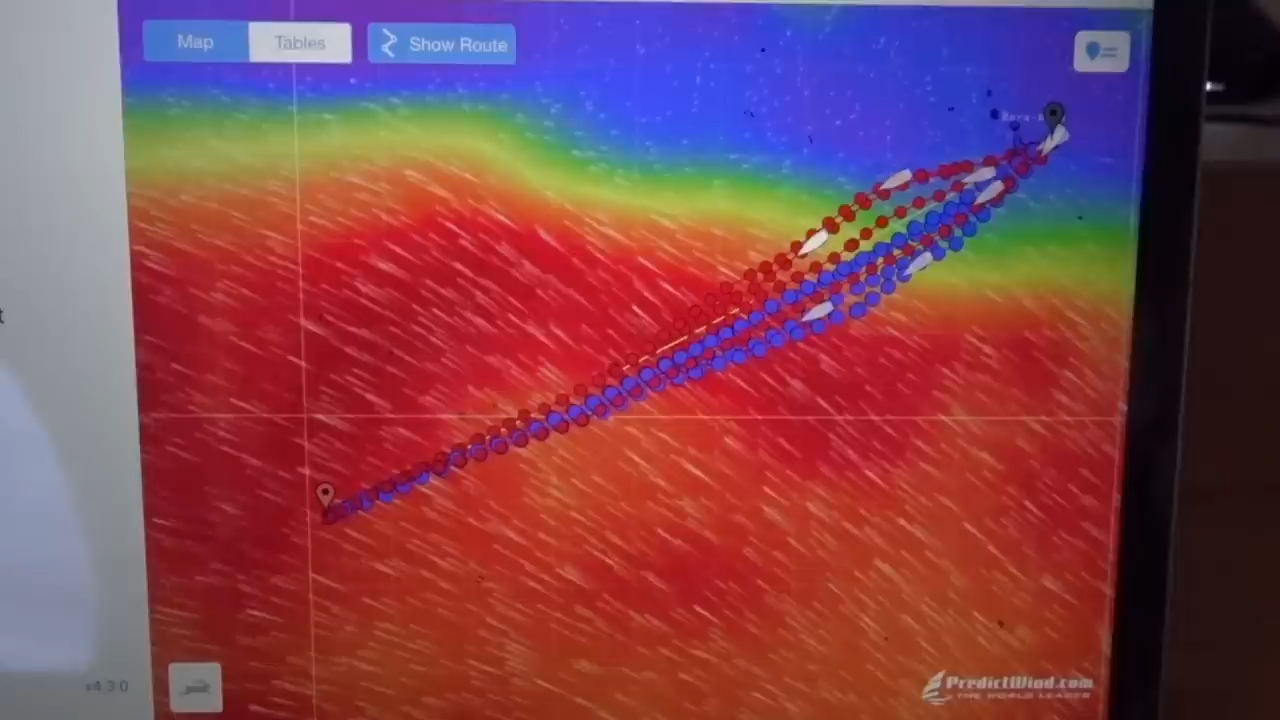 Map
Tables
Show Route
t
v4.3.0
PredictWind.com
THE WORLD LEADER